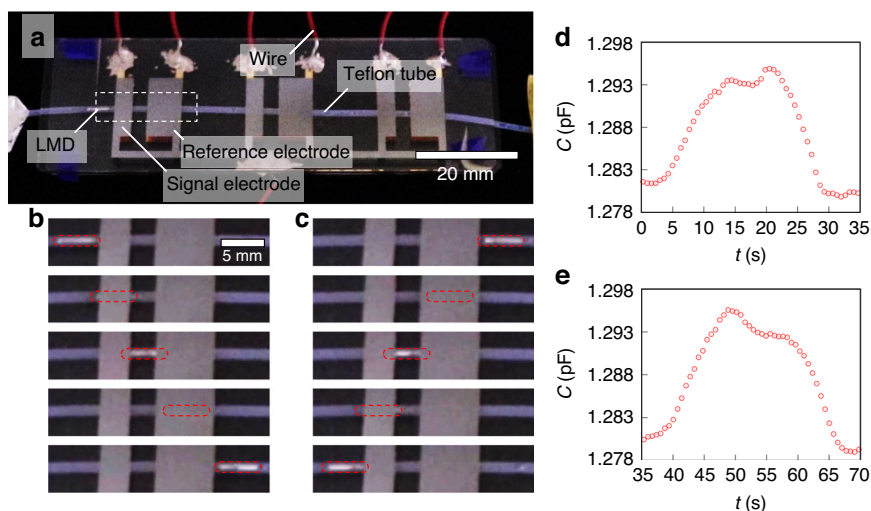 a
Wire
Teflon tube
LMD
Reference electrode
Signal electrode
20 mm
b
5 mm
c
d
1.298
1.293
1.288
1.283
1.278
C (pF)
0 5 10 15 20 25 30 35
t (s)
e
1.298
1.293
1.288
1.283
1.278
C (pF)
35 40 45 50 55 60 65 70
t (s)